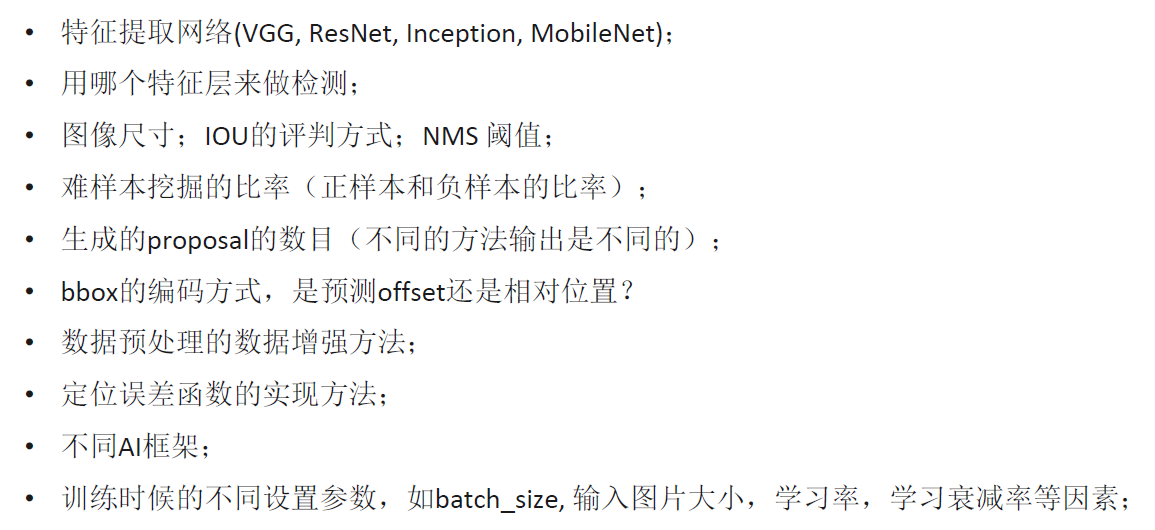 • 特征提取网络(VGG, ResNet, Inception, MobileNet)；
• 用哪个特征层来做检测；
• 图像尺寸；IOU的评判方式；NMS 阈值；
• 难样本挖掘的比率（正样本和负样本的比率）；
• 生成的proposal的数目（不同的方法输出是不同的）；
• bbox的编码方式，是预测offset还是相对位置？
• 数据预处理的数据增强方法；
• 定位误差函数的实现方法；
• 不同AI框架；
• 训练时候的不同设置参数，如batch_size, 输入图片大小，学习率，学习衰减率等因素；